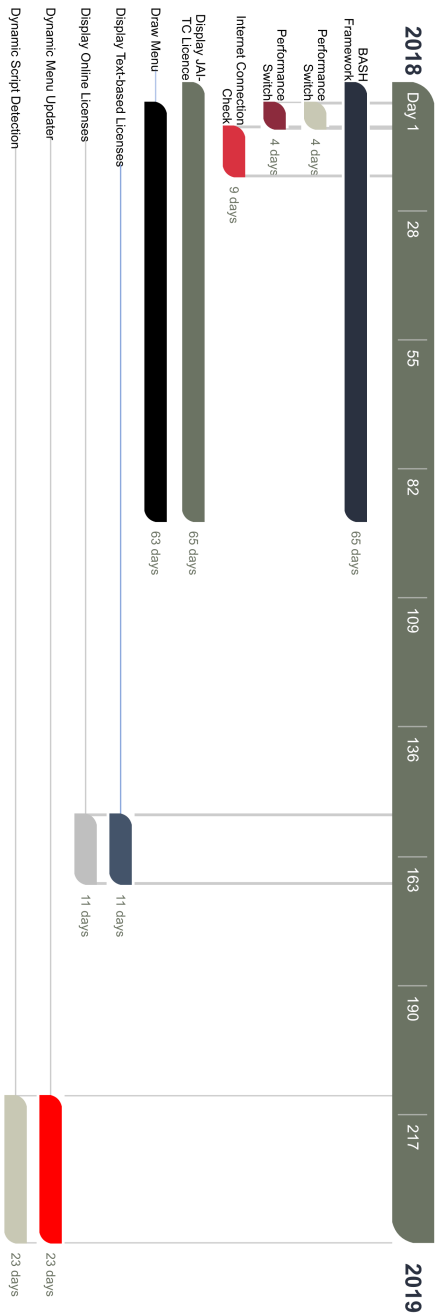 2018
Day 1
28
55
82
109
136
163
190
217
2019
BASH
Framework
65 days
Performance
Switch
4 days
Performance
Switch
4 days
Internet Connection
Check
9 days
Display JAI-
TC Licence
65 days
Draw Menu
63 days
Display Text-based Licenses
11 days
Display Online Licenses
11 days
Dynamic Menu Updater
23 days
Dynamic Script Detection
23 days